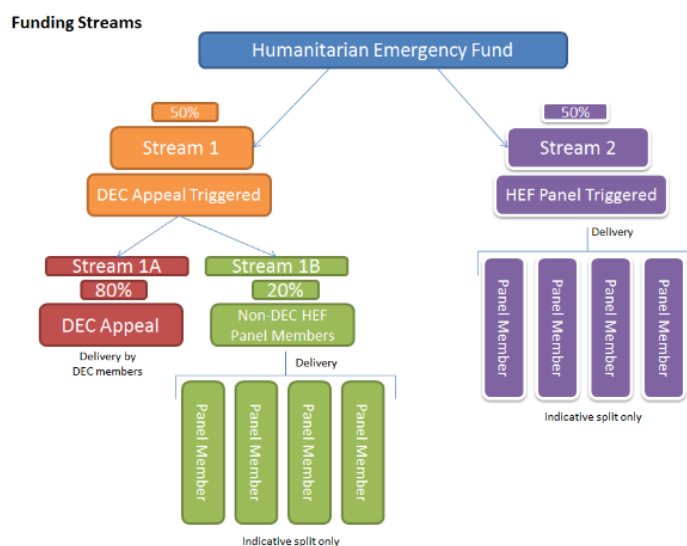 Funding Streams
Humanitarian Emergency Fund
50%
Stream 1
DEC Appeal Triggered
50%
Stream 2
HEF Panel Triggered
Delivery
Stream 1A
80%
DEC Appeal
Delivery by
DEC members
Stream 1B
20%
Non-DEC HEF
Panel Members
Delivery
Panel Member
Panel Member
Panel Member
Panel Member
Indicative split only
Panel Member
Panel Member
Panel Member
Panel Member
Indicative split only